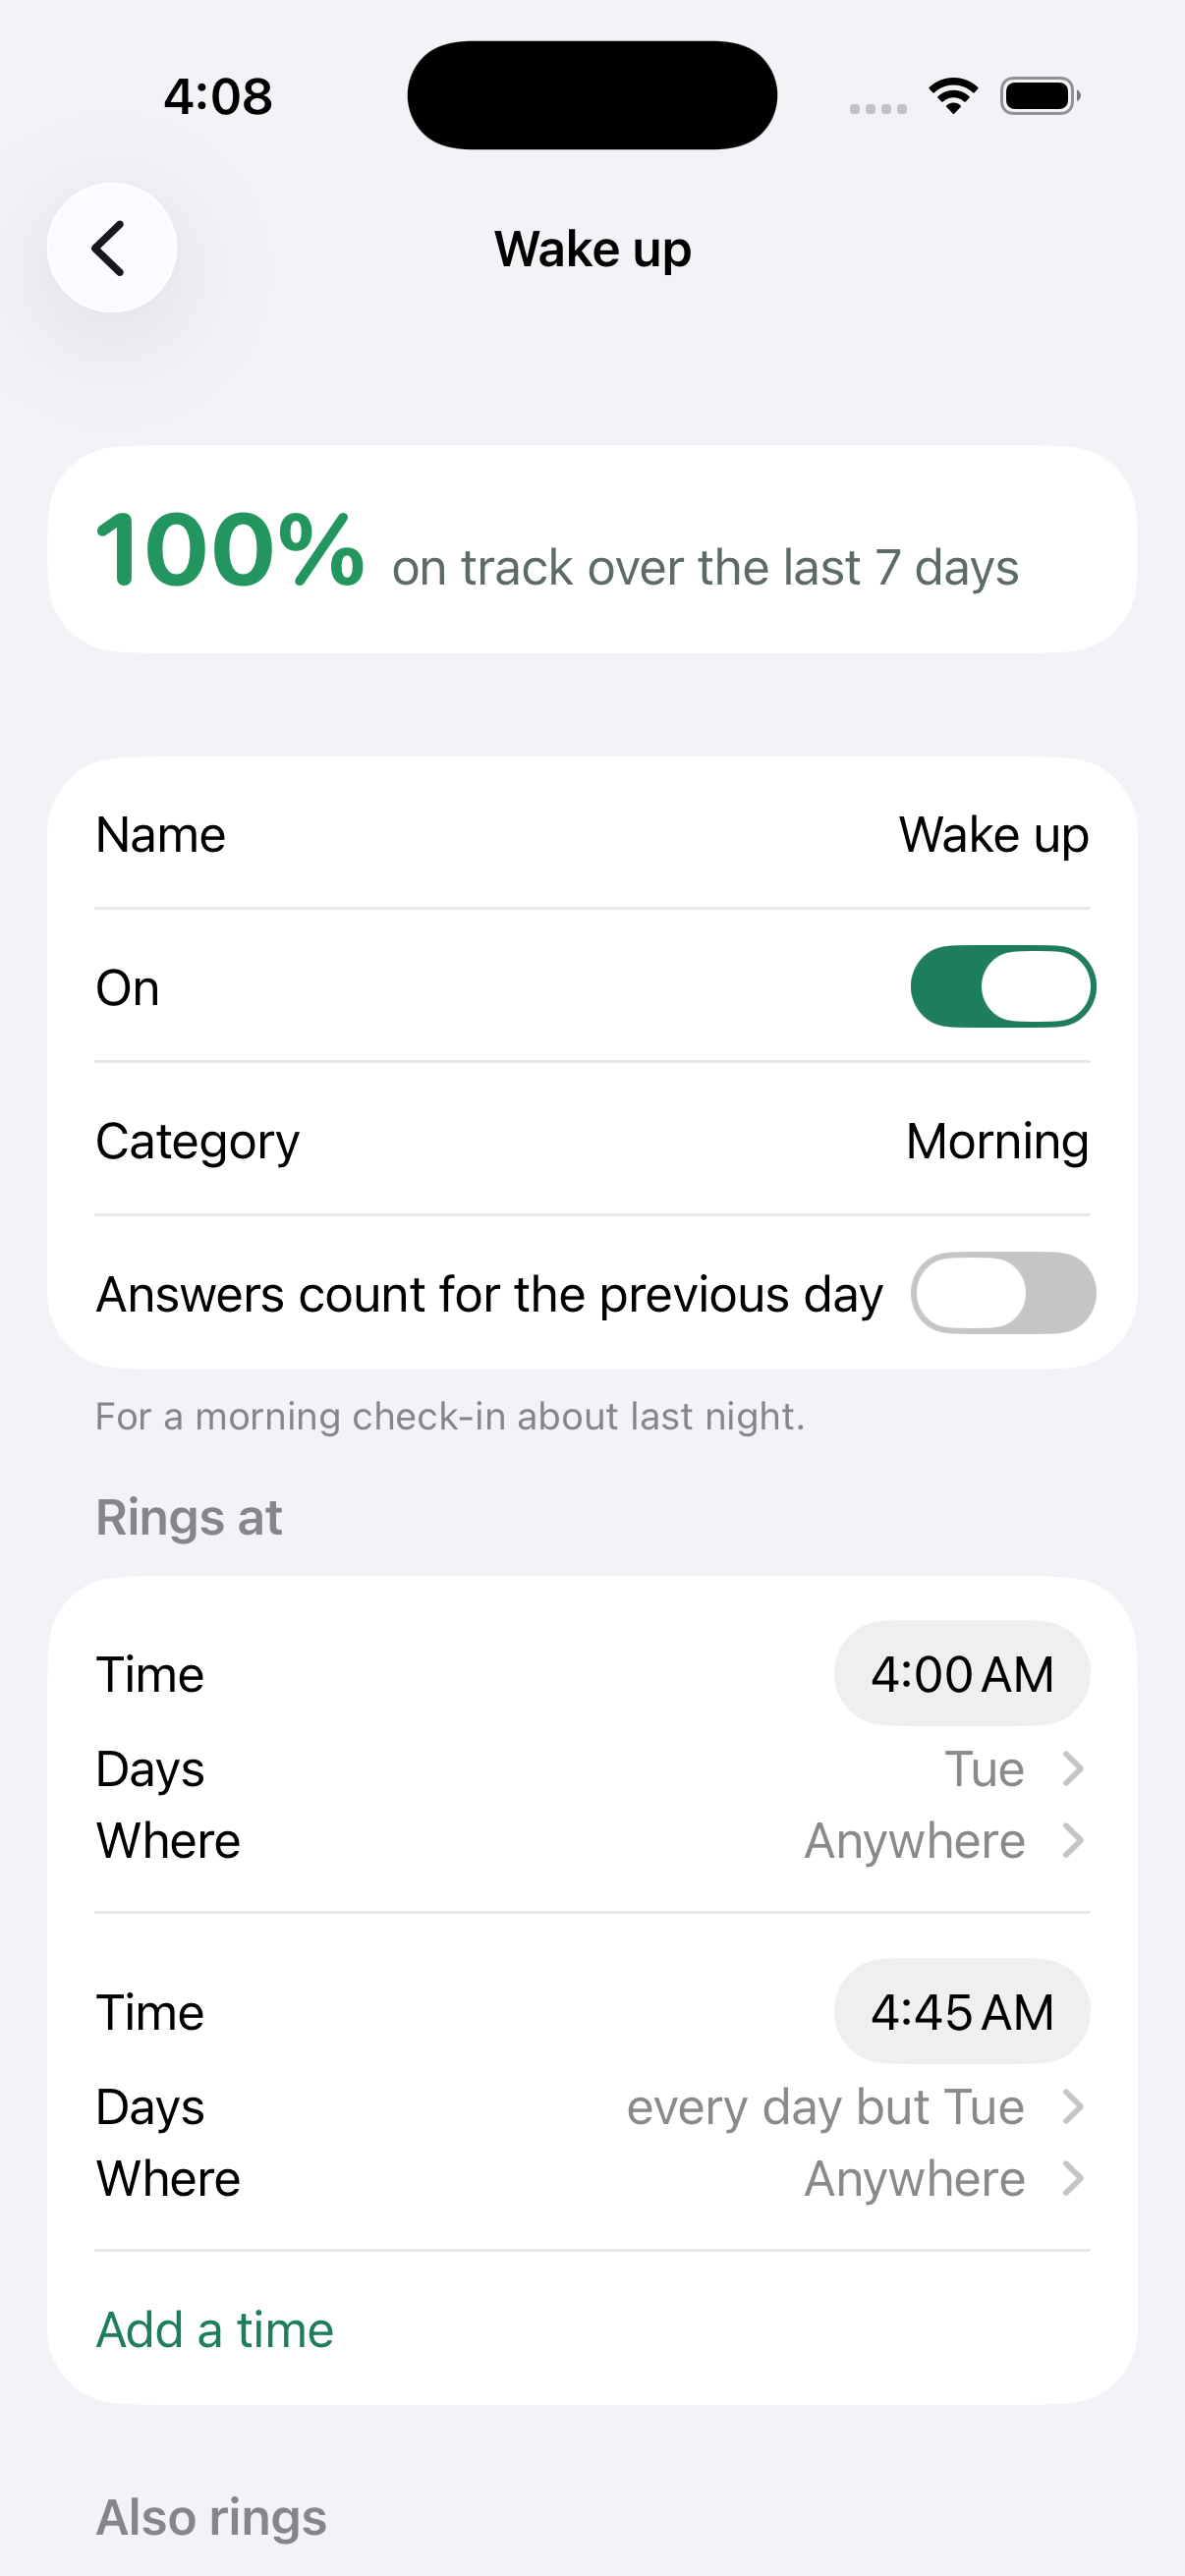 4:08
Wake up
100% on track over the last 7 days
Name Wake up
On
Category Morning
Answers count for the previous day
For a morning check-in about last night.
Rings at
Time 4:00 AM
Days Tue
Where Anywhere
Time 4:45 AM
Days every day but Tue
Where Anywhere
Add a time
Also rings